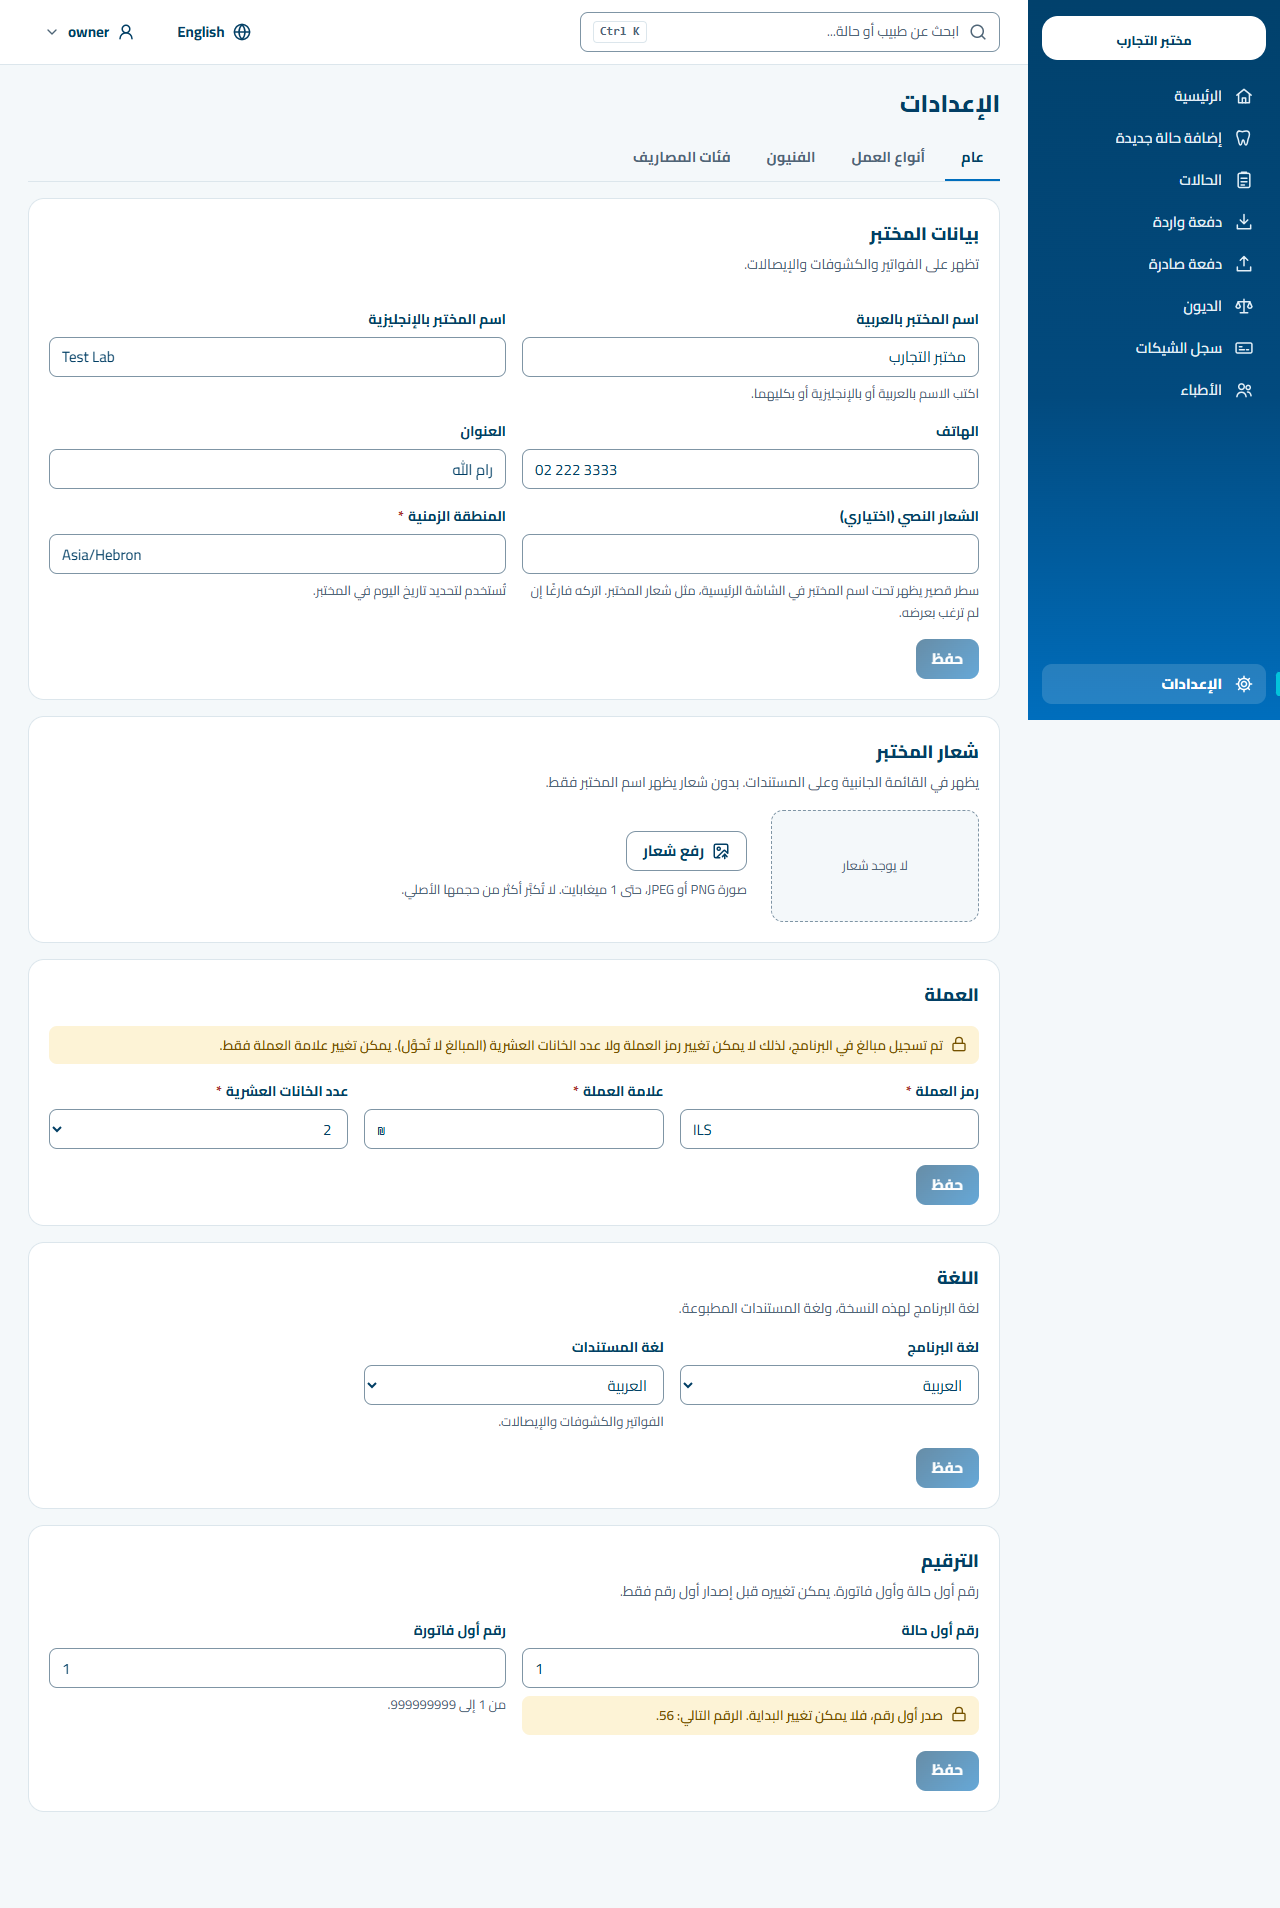 مختبر التجارب
الرئيسية
إضافة حالة جديدة
الحالات
دفعة واردة
دفعة صادرة
الديون
سجل الشيكات
الأطباء
الإعدادات
ابحث عن طبيب أو حالة...
Ctrl K
English
owner
الإعدادات
عام
أنواع العمل
الفنيون
فئات المصاريف
بيانات المختبر
تظهر على الفواتير والكشوفات والإيصالات.
اسم المختبر بالعربية
اسم المختبر بالإنجليزية
مختبر التجارب
Test Lab
اكتب الاسم بالعربية أو بالإنجليزية أو بكليهما.
الهاتف
العنوان
02 222 3333
رام الله
الشعار النصي (اختياري)
المنطقة الزمنية *
Asia/Hebron
سطر قصير يظهر تحت اسم المختبر في الشاشة الرئيسية، مثل شعار المختبر. اتركه فارغًا إن
لم ترغب بعرضه.
تُستخدم لتحديد تاريخ اليوم في المختبر.
حفظ
شعار المختبر
يظهر في القائمة الجانبية وعلى المستندات. بدون شعار يظهر اسم المختبر فقط.
لا يوجد شعار
رفع شعار
صورة PNG أو JPEG، حتى 1 ميغابايت. لا تُكبَّر أكثر من حجمها الأصلي.
العملة
تم تسجيل مبالغ في البرنامج، لذلك لا يمكن تغيير رمز العملة ولا عدد الخانات العشرية (المبالغ لا تُحوَّل). يمكن تغيير علامة العملة فقط.
رمز العملة *
علامة العملة *
عدد الخانات العشرية *
ILS
₪
2
حفظ
اللغة
لغة البرنامج لهذه النسخة، ولغة المستندات المطبوعة.
لغة البرنامج
لغة المستندات
العربية
العربية
الفواتير والكشوفات والإيصالات.
حفظ
الترقيم
رقم أول حالة وأول فاتورة. يمكن تغييره قبل إصدار أول رقم فقط.
رقم أول حالة
رقم أول فاتورة
1
1
صدر أول رقم، فلا يمكن تغيير البداية. الرقم التالي: 56.
من 1 إلى 999999999.
حفظ